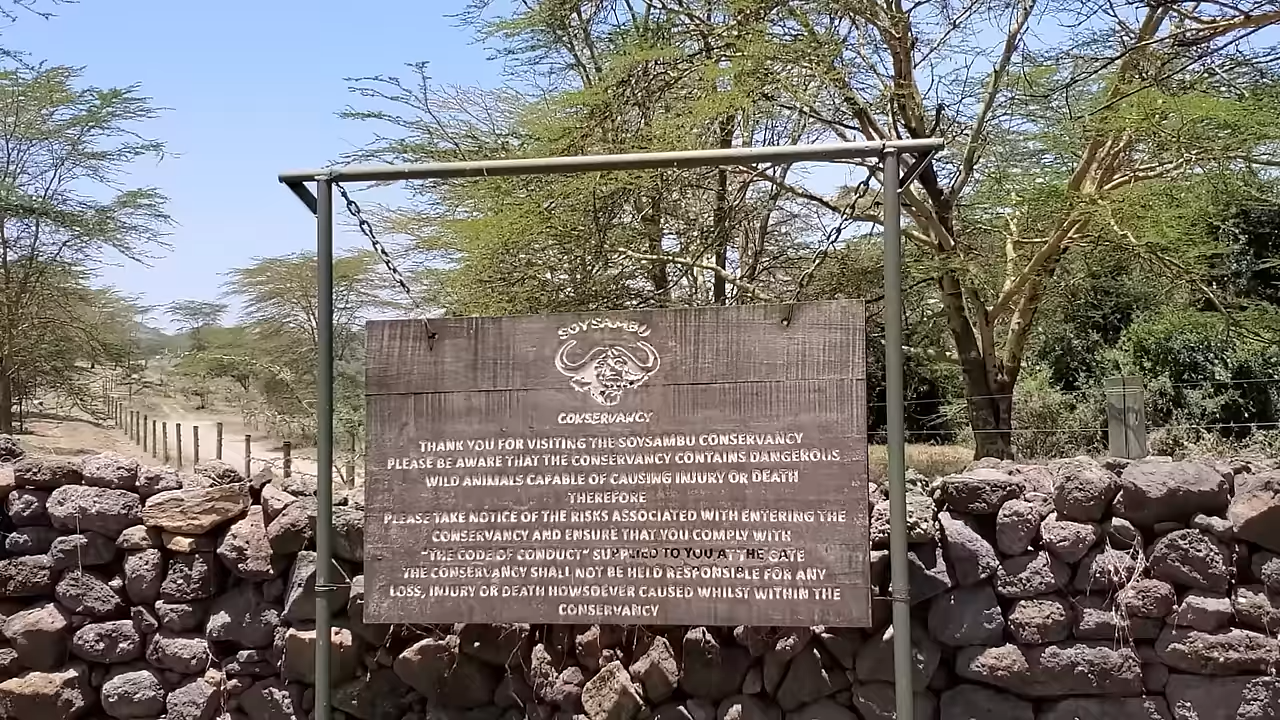 SOYSAMBU
CONSERVANCY
THANK YOU FOR VISITING THE SOYSAMBU CONSERVANCY
PLEASE BE AWARE THAT THE CONSERVANCY CONTAINS DANGEROUS
WILD ANIMALS CAPABLE OF CAUSING INJURY OR DEATH
THEREFORE
PLEASE TAKE NOTICE OF THE RISKS ASSOCIATED WITH ENTERING THE
CONSERVANCY AND ENSURE THAT YOU COMPLY WITH
"THE CODE OF CONDUCT" SUPPLIED TO YOU AT THE GATE
THE CONSERVANCY SHALL NOT BE HELD RESPONSIBLE FOR ANY
LOSS, INJURY OR DEATH HOWSOEVER CAUSED WHILST WITHIN THE
CONSERVANCY